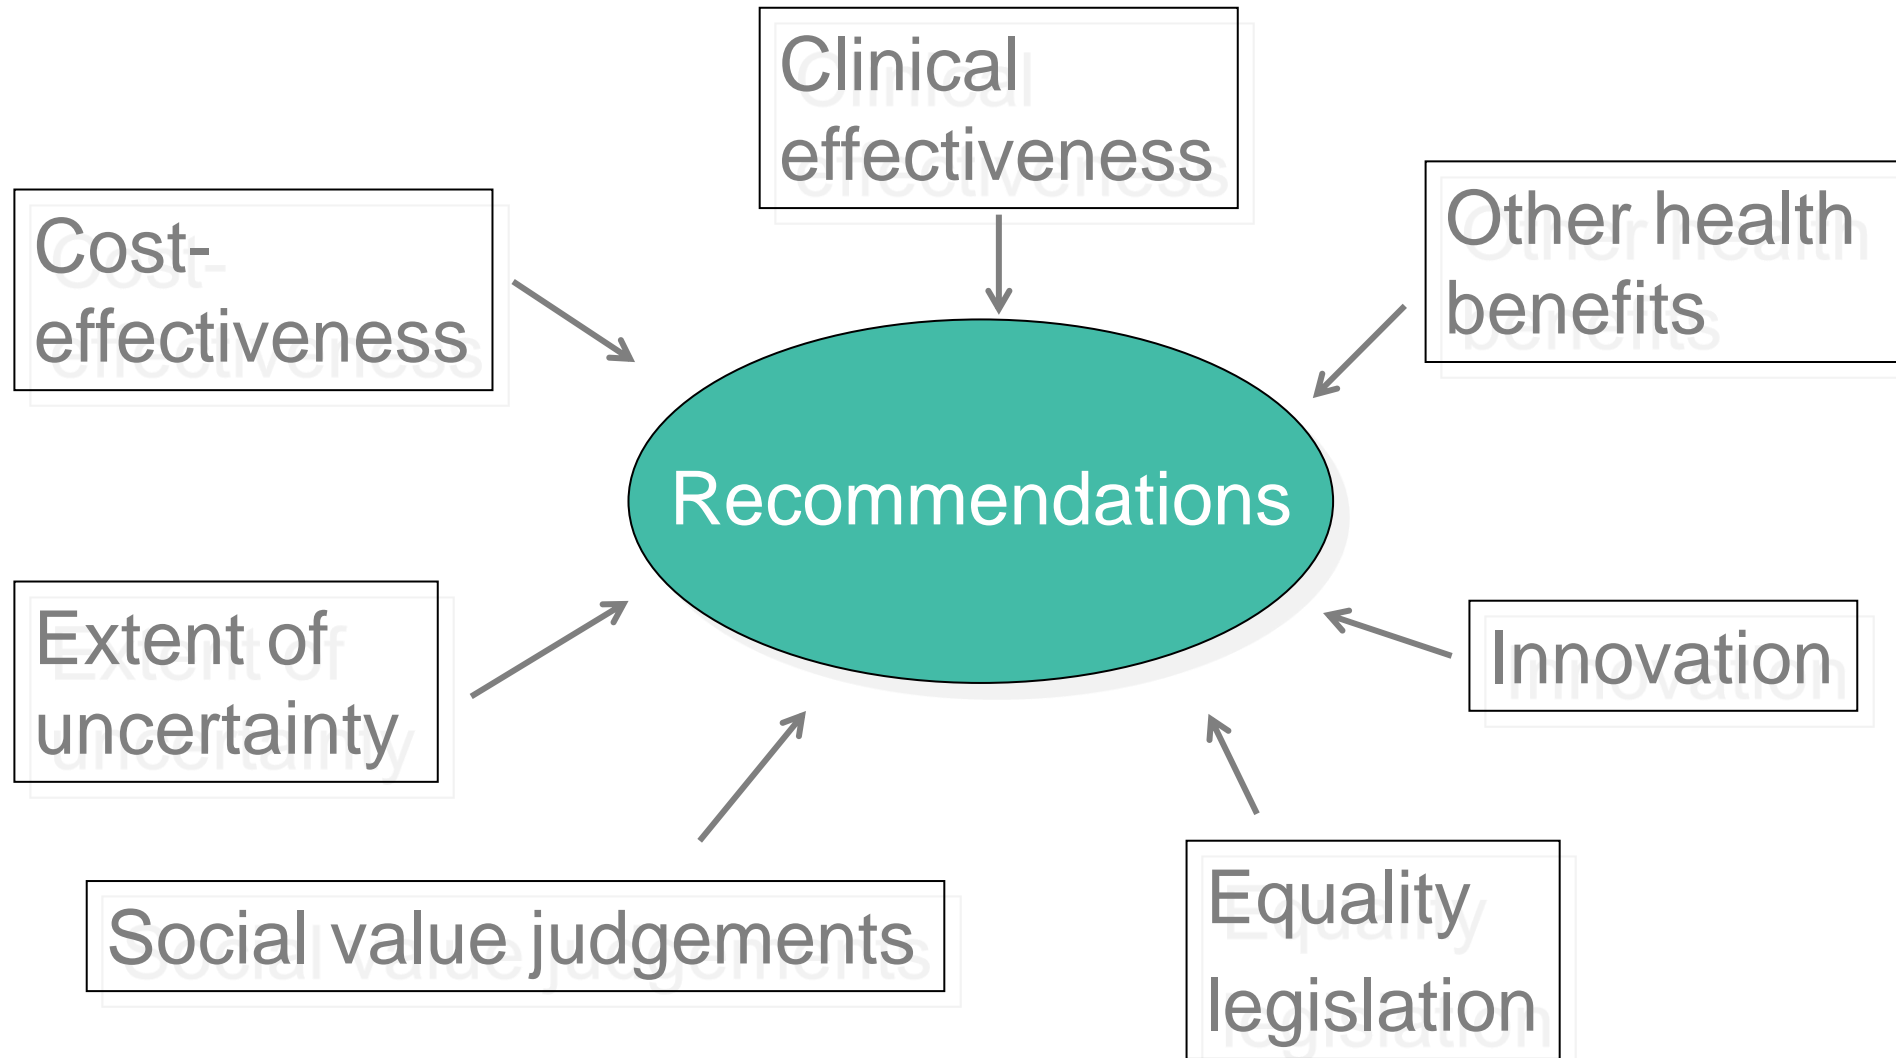 Clinical
effectiveness
Cost-
effectiveness
Other health
benefits
Recommendations
Extent of
uncertainty
Innovation
Social value judgements
Equality
legislation